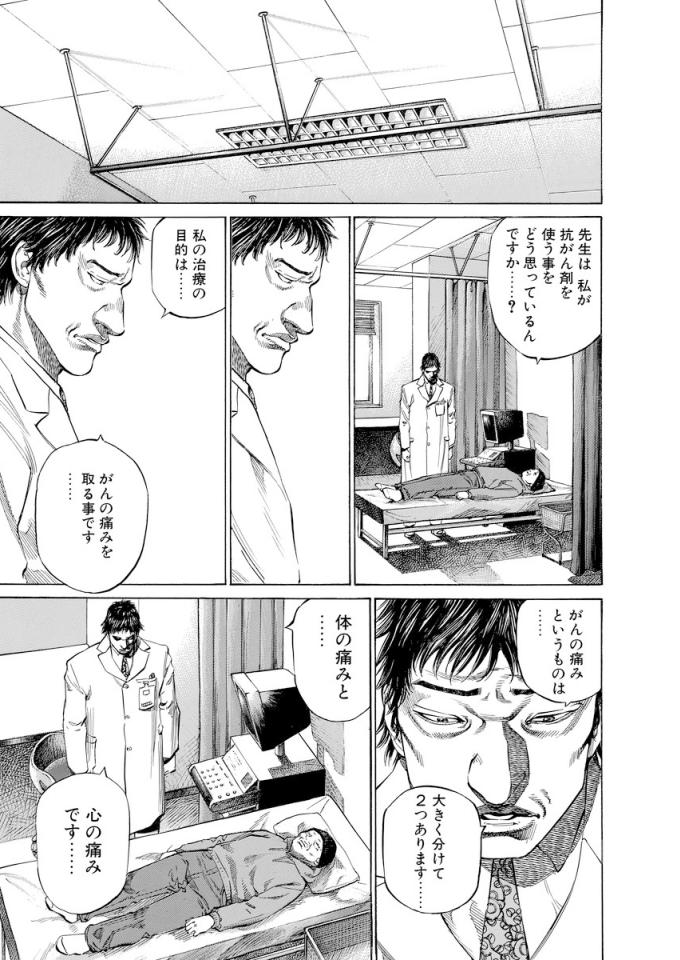 先生は 私が
抗がん剤を
使う事を
どう思っているん
ですか……?
私の治療の
目的は……
がんの痛みを
取る事です
……
がんの痛み
というものは
大きく分けて
2つあります……
体の痛みと
……
心の痛み
です……